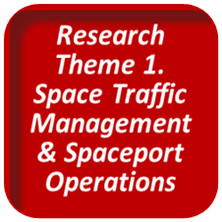 Research
Theme 1.
Space Traffic
Management
& Spaceport
Operations